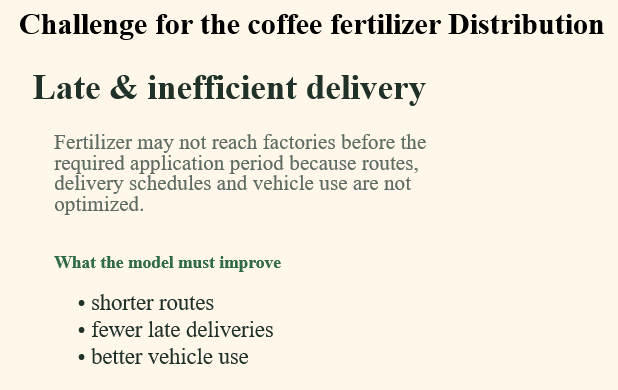 Challenge for the coffee fertilizer Distribution
Late & inefficient delivery
Fertilizer may not reach factories before the
required application period because routes,
delivery schedules and vehicle use are not
optimized.
What the model must improve
• shorter routes
• fewer late deliveries
• better vehicle use